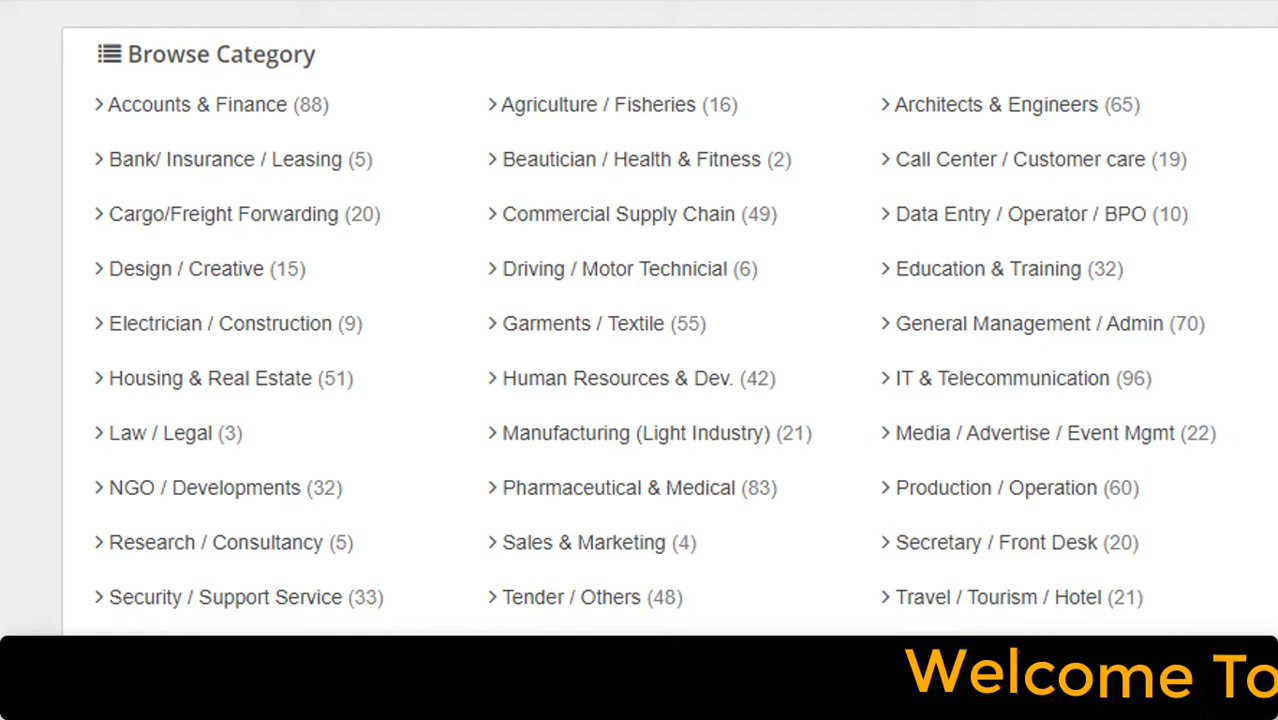 Browse Category
> Accounts & Finance (88)
> Agriculture / Fisheries (16)
> Architects & Engineers (65)
> Bank/ Insurance / Leasing (5)
> Beautician / Health & Fitness (2)
> Call Center / Customer care (19)
> Cargo/Freight Forwarding (20)
> Commercial Supply Chain (49)
> Data Entry / Operator / BPO (10)
> Design / Creative (15)
> Driving / Motor Technicial (6)
> Education & Training (32)
> Electrician / Construction (9)
> Garments / Textile (55)
> General Management / Admin (70)
> Housing & Real Estate (51)
> Human Resources & Dev. (42)
> IT & Telecommunication (96)
> Law / Legal (3)
> Manufacturing (Light Industry) (21)
> Media / Advertise / Event Mgmt (22)
> NGO / Developments (32)
> Pharmaceutical & Medical (83)
> Production / Operation (60)
> Research / Consultancy (5)
> Sales & Marketing (4)
> Secretary / Front Desk (20)
> Security / Support Service (33)
> Tender / Others (48)
> Travel / Tourism / Hotel (21)
Welcome To